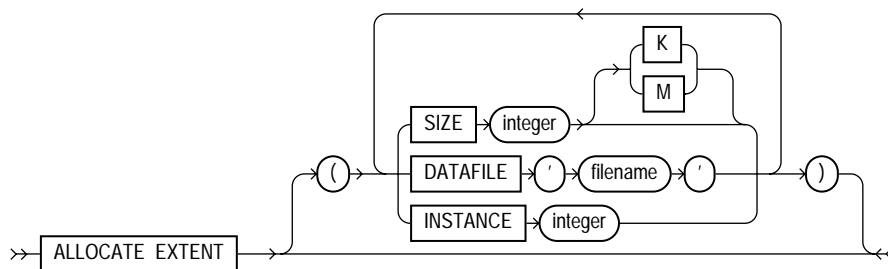 K
M
SIZE integer
( DATAFILE ' filename ' )
INSTANCE integer
ALLOCATE EXTENT